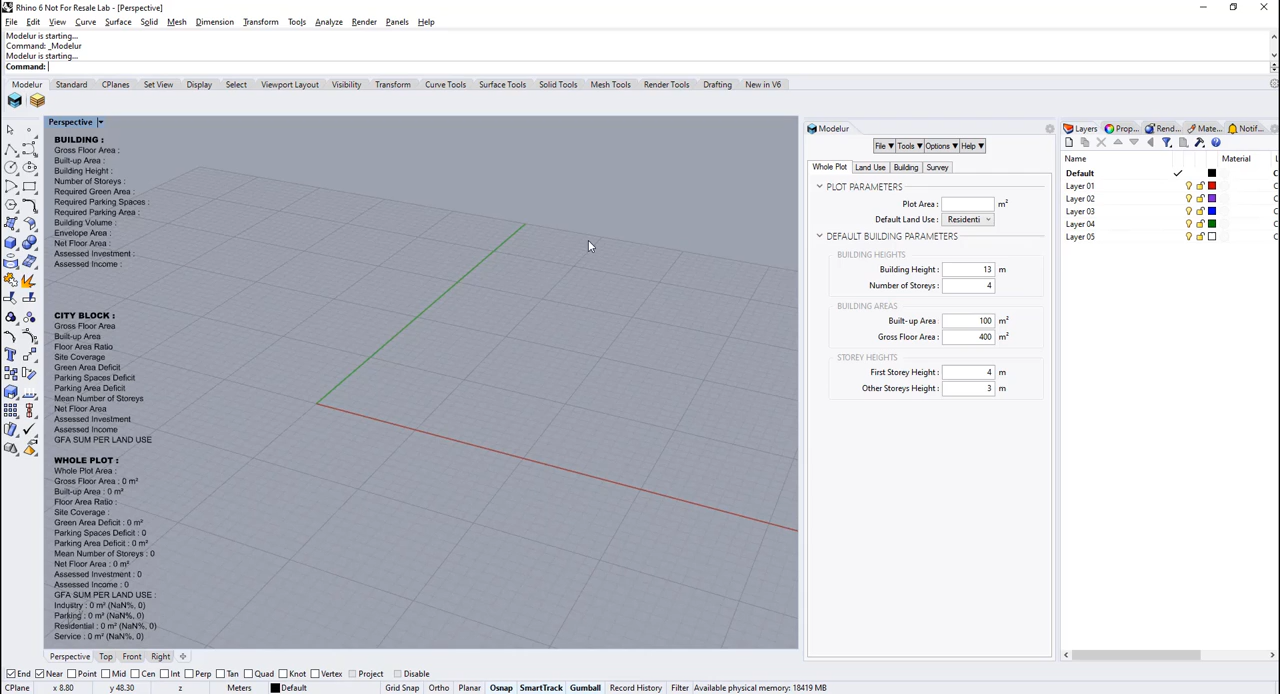 Rhino 6 Not For Resale Lab - [Perspective]
File Edit View Curve Surface Solid Mesh Dimension Transform Tools Analyze Render Panels Help
Modelur is starting...
Command: _Modelur
Modelur is starting...
Command:
Modelur Standard CPlanes Set View Display Select Viewport Layout Visibility Transform Curve Tools Surface Tools Solid Tools Mesh Tools Render Tools Drafting New in V6
Perspective
BUILDING :
Gross Floor Area :
Built-up Area :
Building Height :
Number of Storeys :
Required Green Area :
Required Parking Spaces :
Required Parking Area :
Building Volume :
Envelope Area :
Net Floor Area :
Assessed Investment :
Assessed Income :
CITY BLOCK :
Gross Floor Area
Built-up Area
Floor Area Ratio
Site Coverage
Green Area Deficit
Parking Spaces Deficit
Parking Area Deficit
Mean Number of Storeys
Net Floor Area
Assessed Investment
Assessed Income
GFA SUM PER LAND USE
WHOLE PLOT :
Whole Plot Area :
Gross Floor Area : 0 m²
Built-up Area : 0 m²
Floor Area Ratio :
Site Coverage :
Green Area Deficit : 0 m²
Parking Spaces Deficit : 0
Parking Area Deficit : 0 m²
Mean Number of Storeys : 0
Net Floor Area : 0 m²
Assessed Investment : 0
Assessed Income : 0
GFA SUM PER LAND USE :
Industry : 0 m² (NaN%, 0)
Parking : 0 m² (NaN%, 0)
Residential : 0 m² (NaN%, 0)
Service : 0 m² (NaN%, 0)
Modelur
File Tools Options Help
Whole Plot Land Use Building Survey
PLOT PARAMETERS
Plot Area : m²
Default Land Use : Residenti
DEFAULT BUILDING PARAMETERS
BUILDING HEIGHTS
Building Height : 13 m
Number of Storeys : 4
BUILDING AREAS
Built-up Area : 100 m²
Gross Floor Area : 400 m²
STOREY HEIGHTS
First Storey Height : 4 m
Other Storeys Height : 3 m
Layers Prop... Rend... Mate... Notif...
Name Material
Default C
Layer 01 C
Layer 02 C
Layer 03 C
Layer 04 C
Layer 05 C
Perspective Top Front Right
End Near Point Mid Cen Int Perp Tan Quad Knot Vertex Project Disable
CPlane x 8.80 y 48.30 z Meters Default Grid Snap Ortho Planar Osnap SmartTrack Gumball Record History Filter Available physical memory: 18419 MB